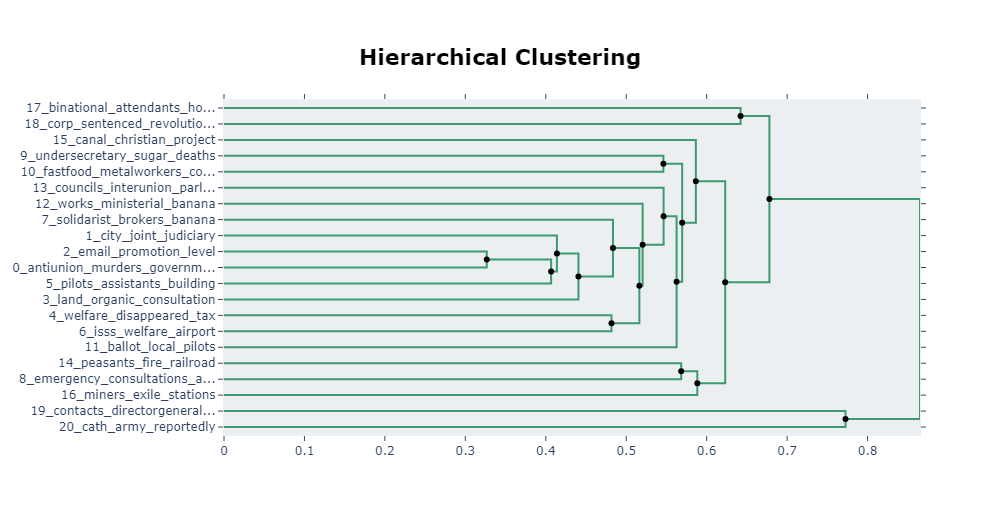 Hierarchical Clustering
17_binational_attendants_ho...
18_corp_sentenced_revolutio...
15_canal_christian_project
9_undersecretary_sugar_deaths
10_fastfood_metalworkers_co...
13_councils_interunion_parl...
12_works_ministerial_banana
7_solidarist_brokers_banana
1_city_joint_judiciary
2_email_promotion_level
0_antiunion_murders_governm...
5_pilots_assistants_building
3_land_organic_consultation
4_welfare_disappeared_tax
6_isss_welfare_airport
11_ballot_local_pilots
14_peasants_fire_railroad
8_emergency_consultations_a...
16_miners_exile_stations
19_contacts_directorgeneral...
20_cath_army_reportedly
0 0.1 0.2 0.3 0.4 0.5 0.6 0.7 0.8